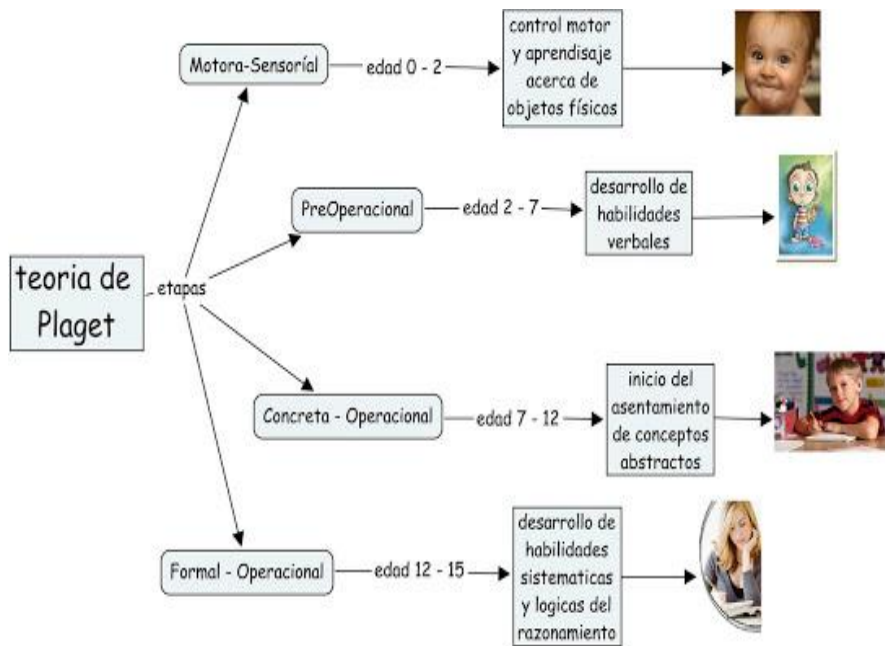 teoria de
Plaget
etapas
Motora-Sensoríal
edad 0 - 2
control motor
y aprendisaje
acerca de
objetos físicos
PreOperacional
edad 2 - 7
desarrollo de
habilidades
verbales
Concreta - Operacional
edad 7 - 12
inicio del
asentamiento
de conceptos
abstractos
Formal - Operacional
edad 12 - 15
desarrollo de
habilidades
sistematicas
y logicas del
razonamiento